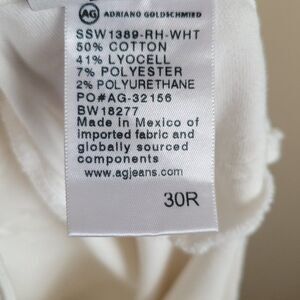 AG ADRIANO GOLDSCHMIED
SSW1389-RH-WHT
50% COTTON
41% LYOCELL
7% POLYESTER
2% POLYURETHANE
PO#AG-32156
BW18277
Made in Mexico of
imported fabric and
globally sourced
components
www.agjeans.com
30R